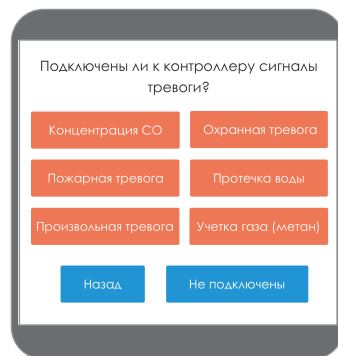 Подключены ли к контроллеру сигналы
тревоги?
Концентрация СО
Охранная тревога
Пожарная тревога
Протечка воды
Произвольная тревога
Учетка газа (метан)
Назад
Не подключены